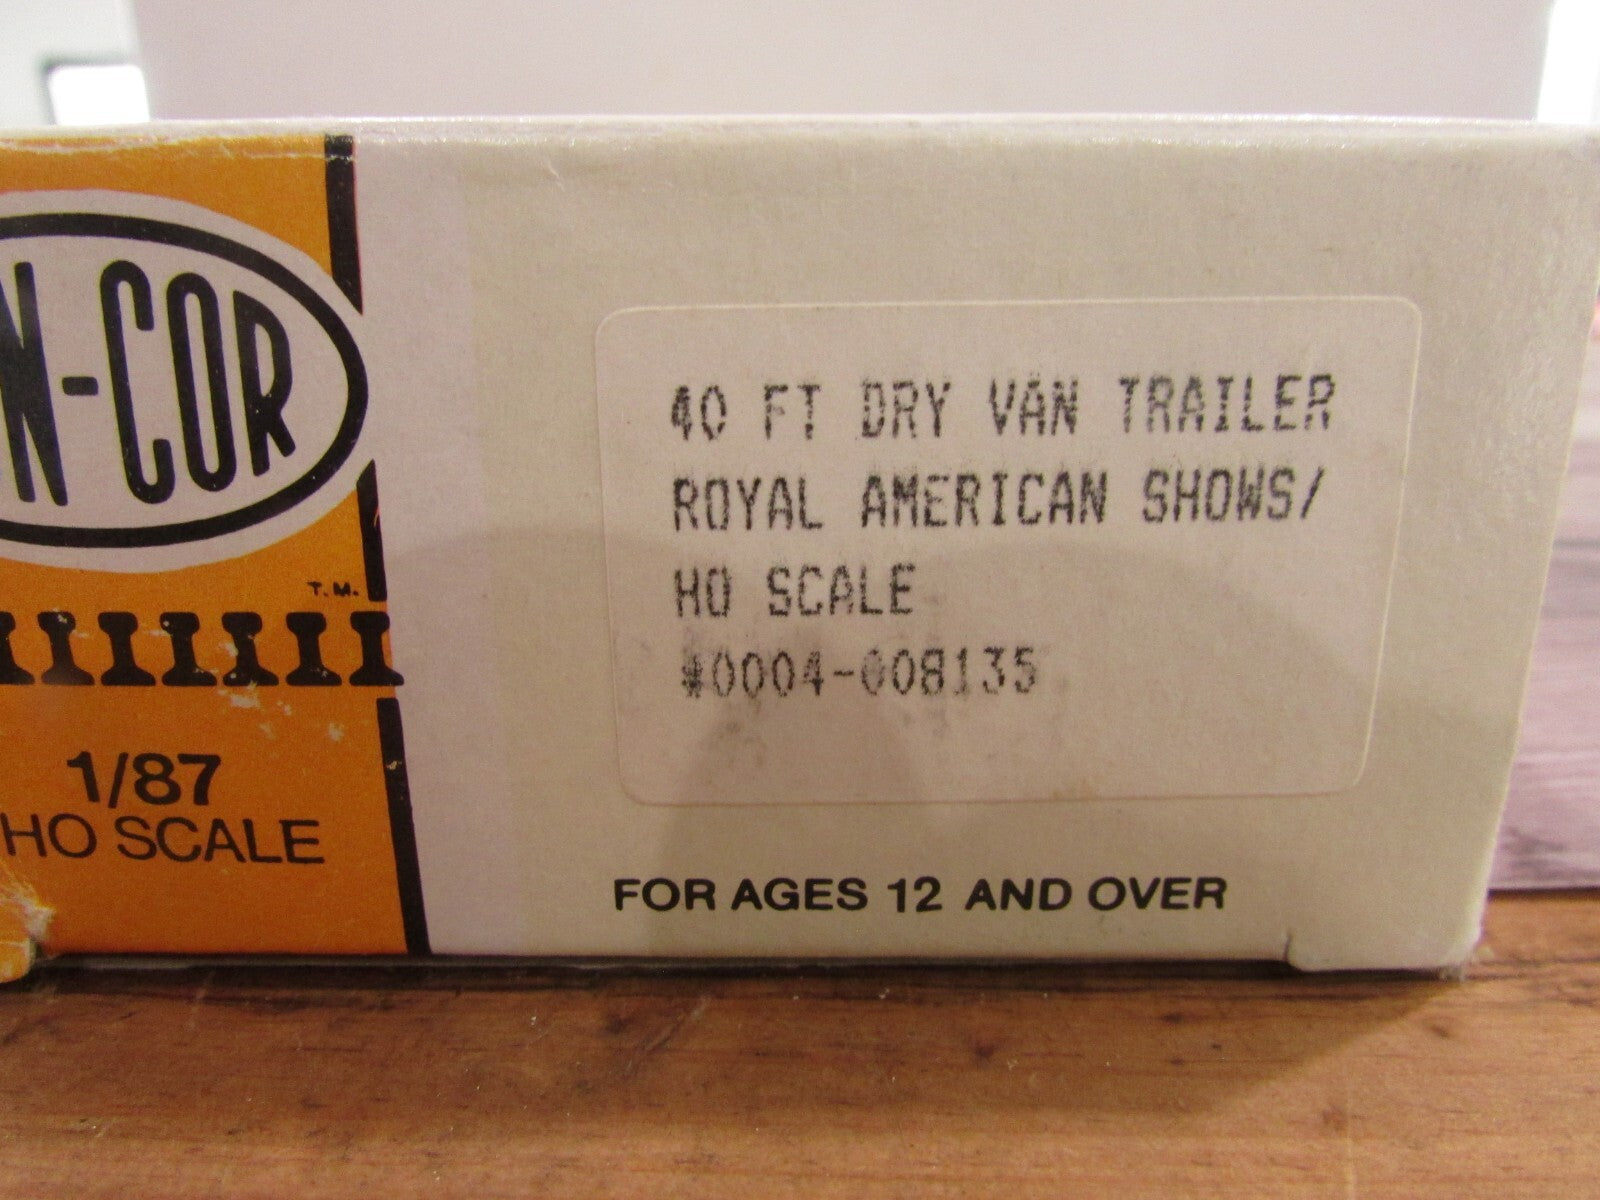 N-COR
T.M.
1/87
HO SCALE
40 FT DRY VAN TRAILER
ROYAL AMERICAN SHOWS/
HO SCALE
#0004-008135
FOR AGES 12 AND OVER